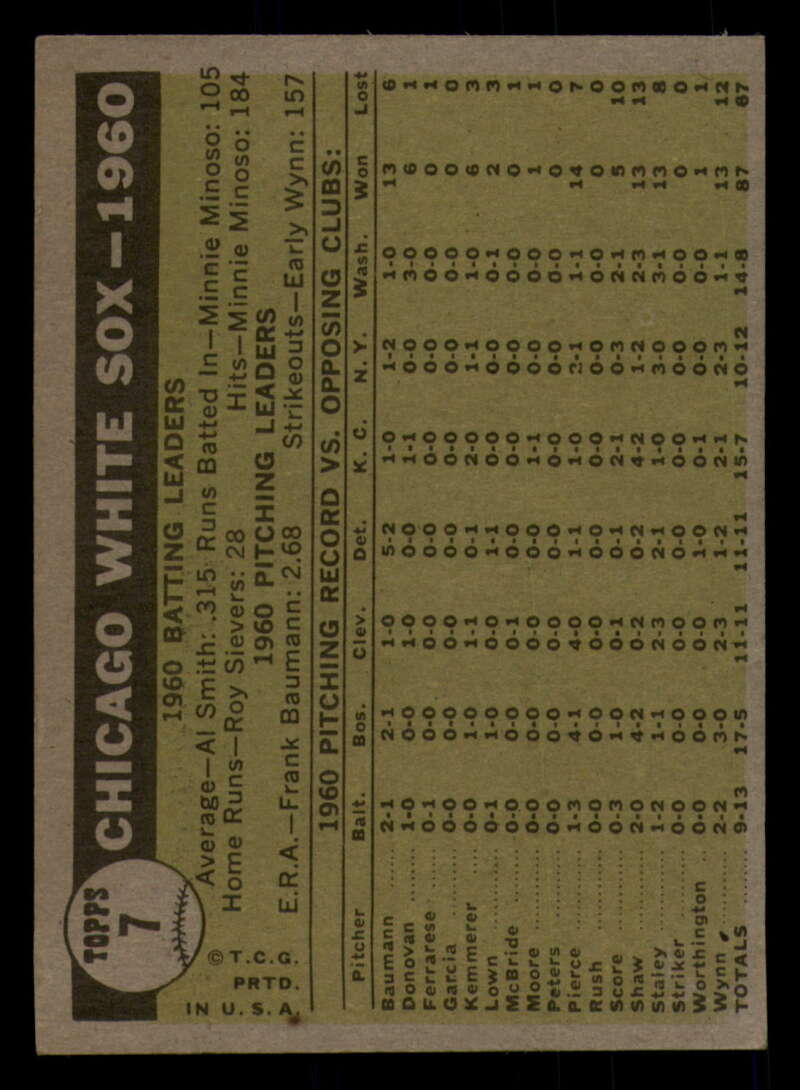 TOPPS
7
CHICAGO WHITE SOX—1960
1960 BATTING LEADERS
Average—Al Smith: .315 Runs Batted In—Minnie Minoso: 105
Home Runs—Roy Sievers: 28 Hits—Minnie Minoso: 184
1960 PITCHING LEADERS
E.R.A.—Frank Baumann: 2.68 Strikeouts—Early Wynn: 157
© T.C.G.
PRTD.
IN U.S.A.
1960 PITCHING RECORD VS. OPPOSING CLUBS:
Pitcher Balt. Bos. Clev. Det. K. C. N. Y. Wash. Won Lost
Baumann 2-1 2-1 1-0 5-2 1-0 1-2 1-0 13 6
Donovan 1-0 0-0 1-0 0-0 1-1 0-0 3-0 6 1
Ferrarese 0-1 0-0 0-0 0-0 0-0 0-0 0-0 0 1
Garcia 0-0 0-0 0-0 0-0 0-0 0-0 0-0 0 0
Kemmerer 0-0 1-0 1-1 0-1 2-0 1-1 1-0 6 3
Lown 0-1 1-0 0-0 1-1 0-0 0-0 0-1 2 3
McBride 0-0 0-0 0-1 0-0 0-0 0-0 0-0 0 1
Moore 0-0 0-0 0-0 0-0 1-1 0-0 0-0 1 1
Peters 0-0 0-0 0-0 0-0 0-0 0-0 0-0 0 0
Pierce 1-3 4-1 4-0 1-1 1-0 2-1 1-1 14 7
Rush 0-0 0-0 0-0 0-0 0-0 0-0 0-0 0 0
Score 0-3 1-0 0-1 0-1 2-1 0-3 2-1 5 10
Shaw 2-0 4-2 0-2 0-2 4-2 1-2 2-3 13 13
Staley 1-2 1-1 2-3 2-1 1-0 3-0 3-1 13 8
Striker 0-0 0-0 0-0 0-0 0-0 0-0 0-0 0 0
Worthington 0-0 0-0 0-0 1-0 0-1 0-0 0-0 1 1
Wynn 2-2 3-0 2-3 1-2 2-1 2-3 1-1 13 12
TOTALS 9-13 17-5 11-11 11-11 15-7 10-12 14-8 87 67